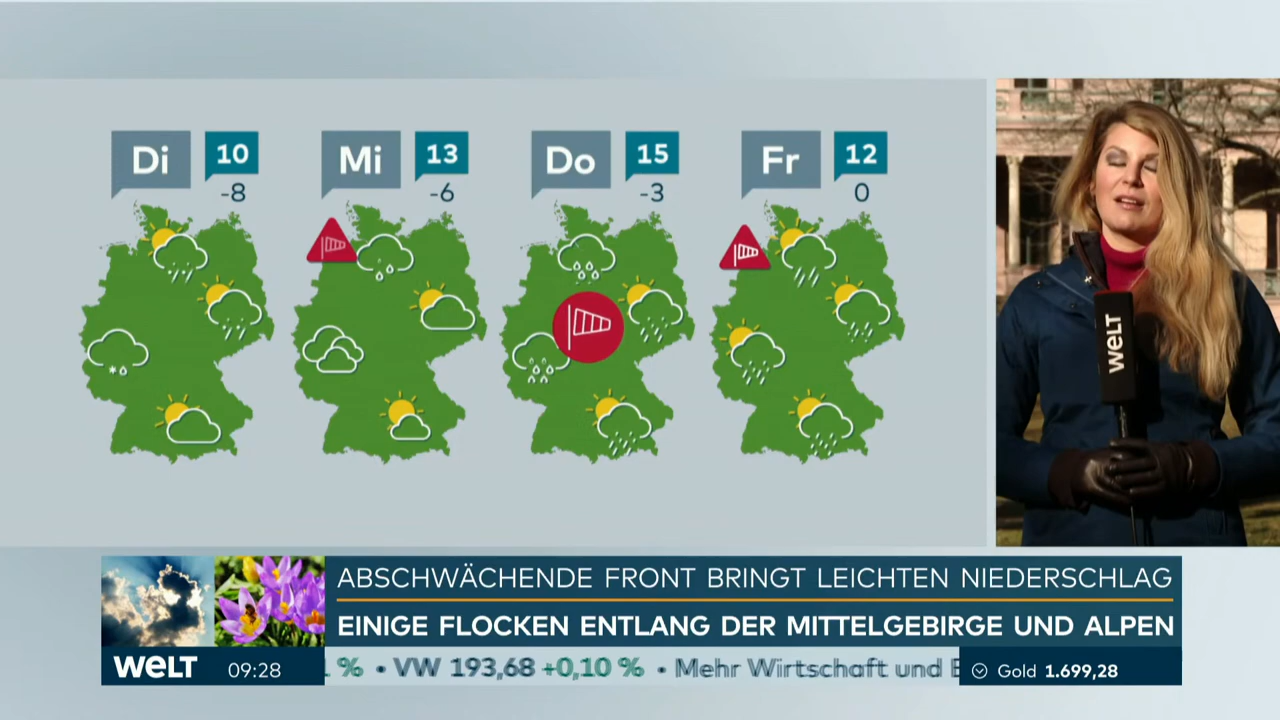 Di 10
-8
Mi 13
-6
Do 15
-3
Fr 12
0
WELT
ABSCHWÄCHENDE FRONT BRINGT LEICHTEN NIEDERSCHLAG
EINIGE FLOCKEN ENTLANG DER MITTELGEBIRGE UND ALPEN
WELT 09:28 % • VW 193,68 +0,10 % • Mehr Wirtschaft und Gold 1.699,28